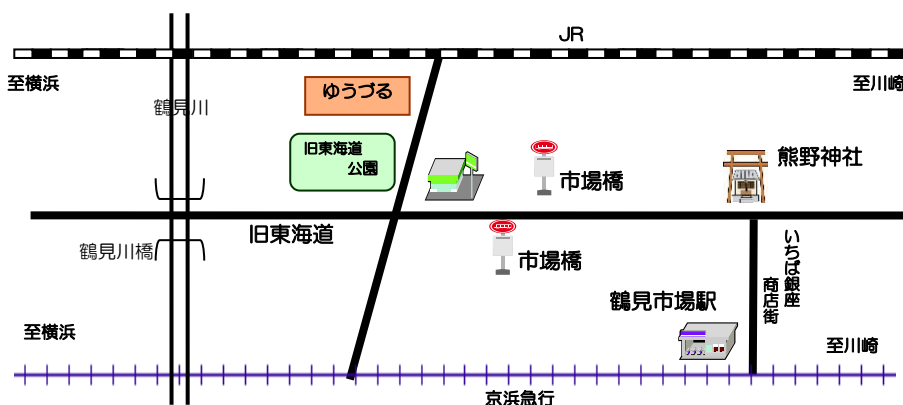 JR
至横浜
至川崎
ゆうづる
鶴見川
旧東海道
公園
市場橋
熊野神社
旧東海道
鶴見川橋
市場橋
いちば銀座
商店街
鶴見市場駅
至横浜
至川崎
京浜急行